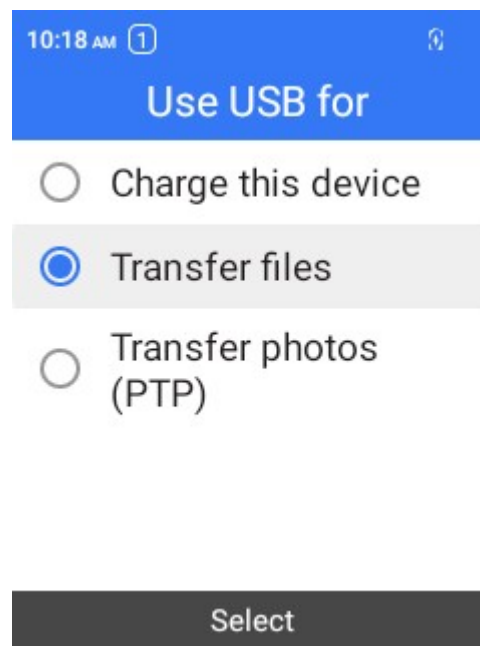 10:18 AM 1
Use USB for
Charge this device
Transfer files
Transfer photos
(PTP)
Select